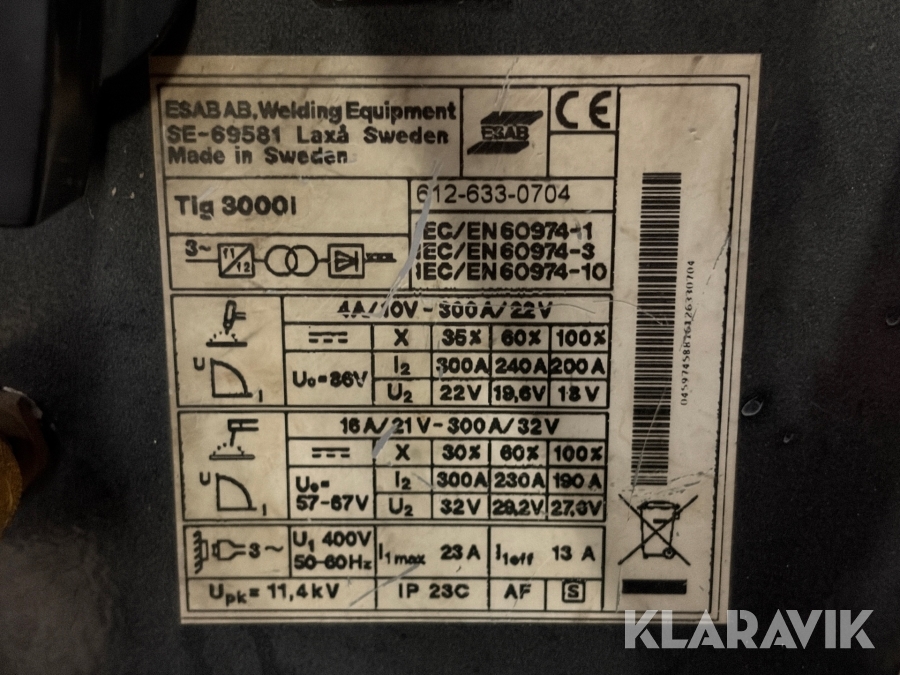 ESAB AB, Welding Equipment
SE-69581 Laxå Sweden
Made in Sweden
ESAB
CE
Tig 3000i
612-633-0704
IEC/EN 60974-1
IEC/EN 60974-3
IEC/EN 60974-10
3~ f1 f2
4A/10V-300A/22V
X 35% 60% 100%
U₀=86V
I₂ 300A 240A 200A
U₂ 22V 19,6V 18V
U I
16A/21V-300A/32V
X 30% 60% 100%
U₀=
57-67V
I₂ 300A 230A 190A
U₂ 32V 29,2V 27,6V
U I
3~
U₁ 400V
50-60Hz
I₁max 23A
I₁eff 13 A
Upk= 11,4kV IP 23C AF S
KLARAVIK